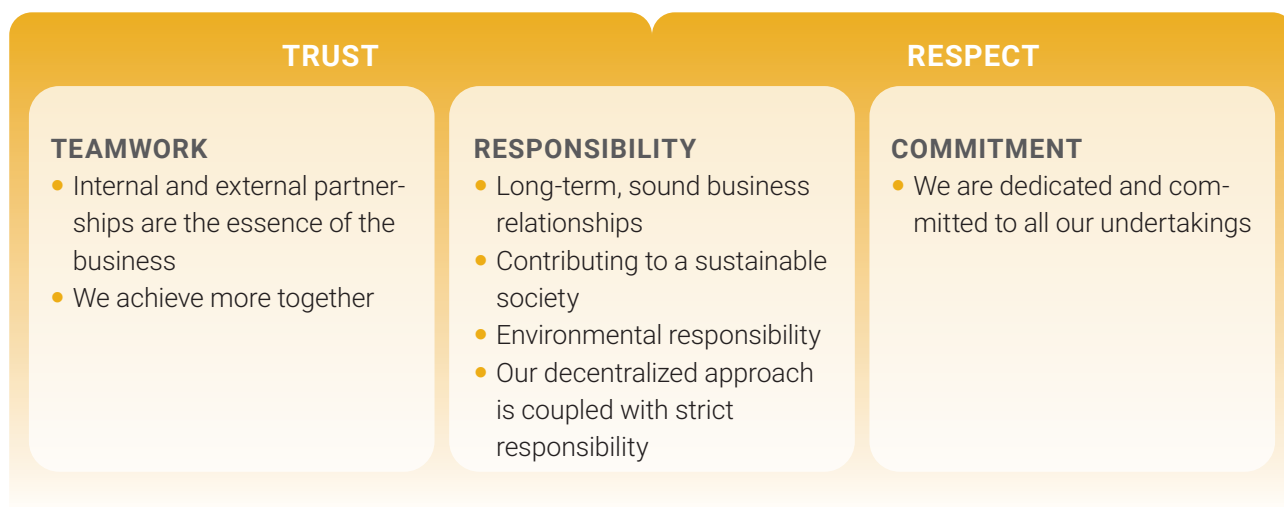 TRUST
RESPECT
TEAMWORK
• Internal and external partner-
ships are the essence of the
business
• We achieve more together
RESPONSIBILITY
• Long-term, sound business
relationships
• Contributing to a sustainable
society
• Environmental responsibility
• Our decentralized approach
is coupled with strict
responsibility
COMMITMENT
• We are dedicated and com-
mitted to all our undertakings